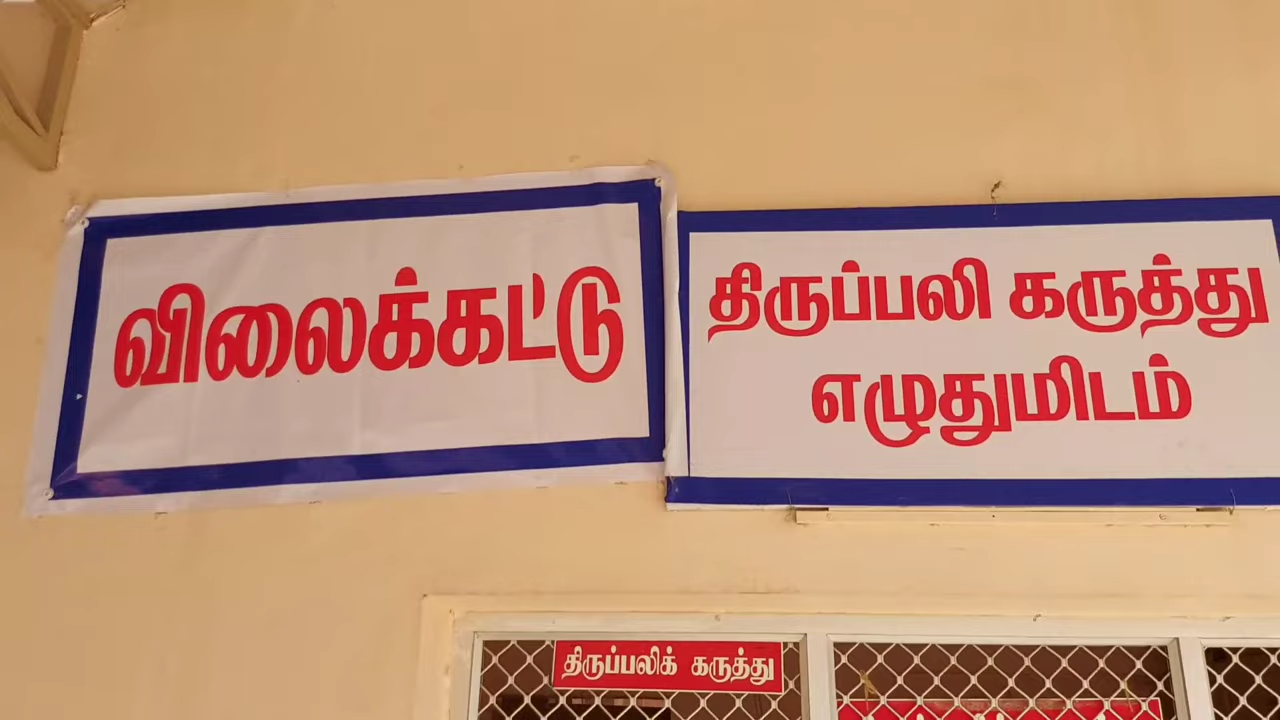 விலைக்கட்டு
திருப்பலி கருத்து
எழுதுமிடம்
திருப்பலிக் கருத்து